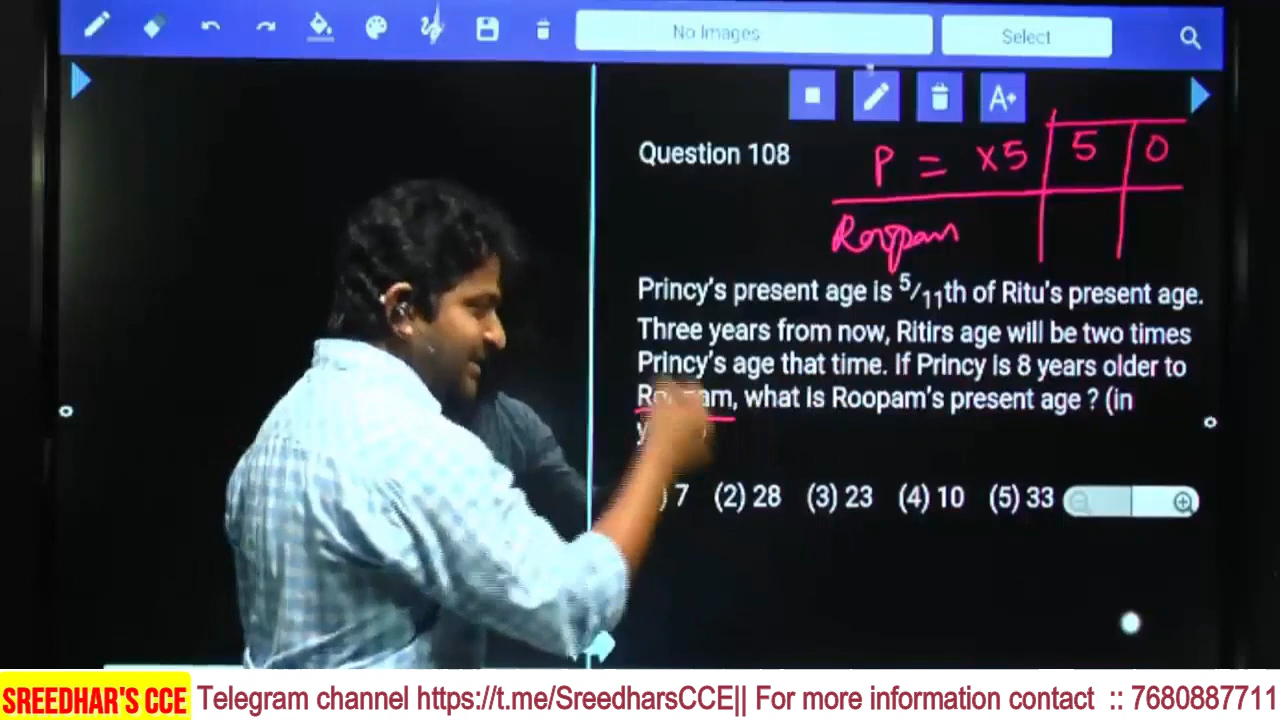 No Images
Select
A+
Question 108
P = x5 5 0
Roopam
Princy's present age is 5/11th of Ritu's present age.
Three years from now, Ritirs age will be two times
Princy's age that time. If Princy is 8 years older to
Roopam, what is Roopam's present age ? (in
) 7 (2) 28 (3) 23 (4) 10 (5) 33
SREEDHAR'S CCE Telegram channel https://t.me/SreedharsCCE|| For more information contact :: 7680887711